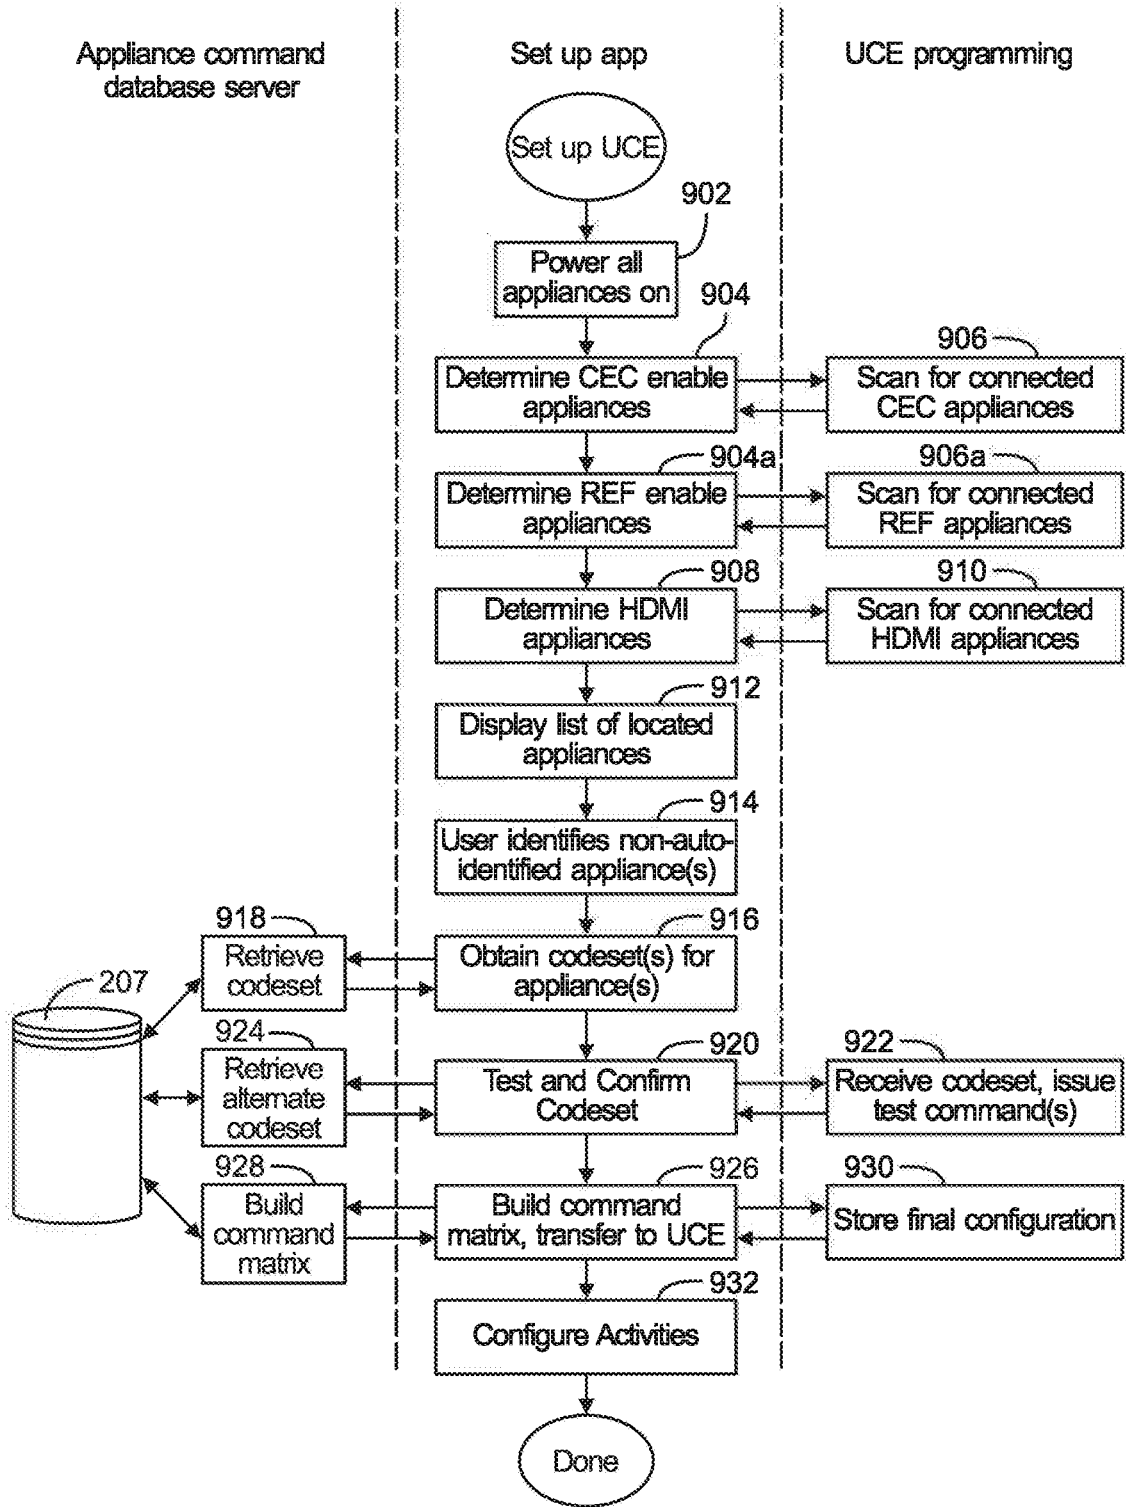 Appliance command
database server
Set up app
UCE programming
Set up UCE
902
Power all
appliances on
904
Determine CEC enable
appliances
906
Scan for connected
CEC appliances
904a
Determine REF enable
appliances
906a
Scan for connected
REF appliances
908
Determine HDMI
appliances
910
Scan for connected
HDMI appliances
912
Display list of located
appliances
914
User identifies non-auto-
identified appliance(s)
918
Retrieve
codeset
916
Obtain codeset(s) for
appliance(s)
207
924
Retrieve
alternate
codeset
920
Test and Confirm
Codeset
922
Receive codeset, issue
test command(s)
928
Build
command
matrix
926
Build command
matrix, transfer to UCE
930
Store final configuration
932
Configure Activities
Done